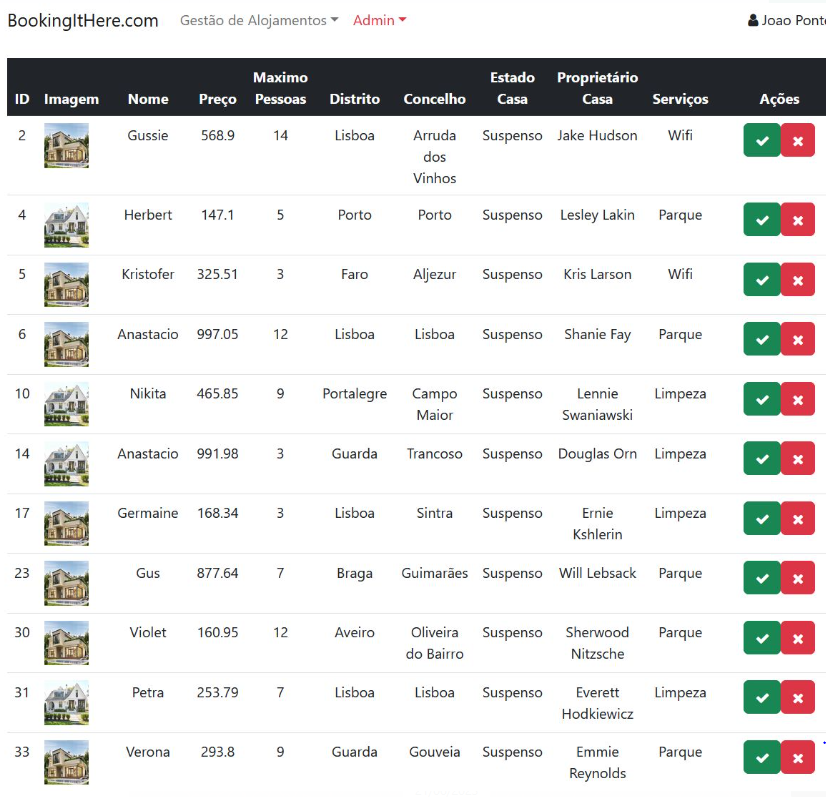 BookingItHere.com Gestão de Alojamentos Admin Joao Ponte
Maximo Estado Proprietário
ID Imagem Nome Preço Pessoas Distrito Concelho Casa Casa Serviços Ações
2 Gussie 568.9 14 Lisboa Arruda Suspenso Jake Hudson Wifi
dos
Vinhos
4 Herbert 147.1 5 Porto Porto Suspenso Lesley Lakin Parque
5 Kristofer 325.51 3 Faro Aljezur Suspenso Kris Larson Wifi
6 Anastacio 997.05 12 Lisboa Lisboa Suspenso Shanie Fay Parque
10 Nikita 465.85 9 Portalegre Campo Suspenso Lennie Limpeza
Maior Swaniawski
14 Anastacio 991.98 3 Guarda Trancoso Suspenso Douglas Orn Limpeza
17 Germaine 168.34 3 Lisboa Sintra Suspenso Ernie Limpeza
Kshlerin
23 Gus 877.64 7 Braga Guimarães Suspenso Will Lebsack Parque
30 Violet 160.95 12 Aveiro Oliveira Suspenso Sherwood Parque
do Bairro Nitzsche
31 Petra 253.79 7 Lisboa Lisboa Suspenso Everett Limpeza
Hodkiewicz
33 Verona 293.8 9 Guarda Gouveia Suspenso Emmie Parque
Reynolds